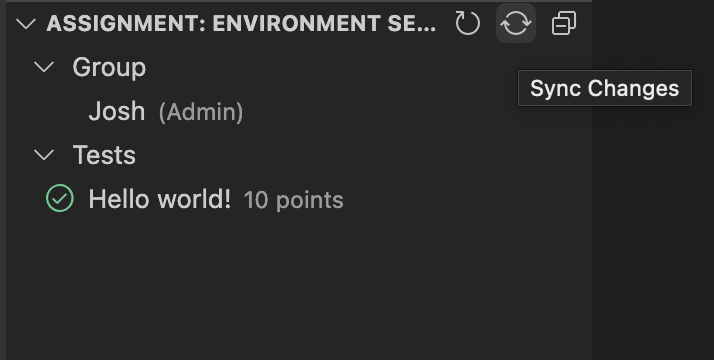 ASSIGNMENT: ENVIRONMENT SE...
Group
Sync Changes
Josh (Admin)
Tests
Hello world! 10 points